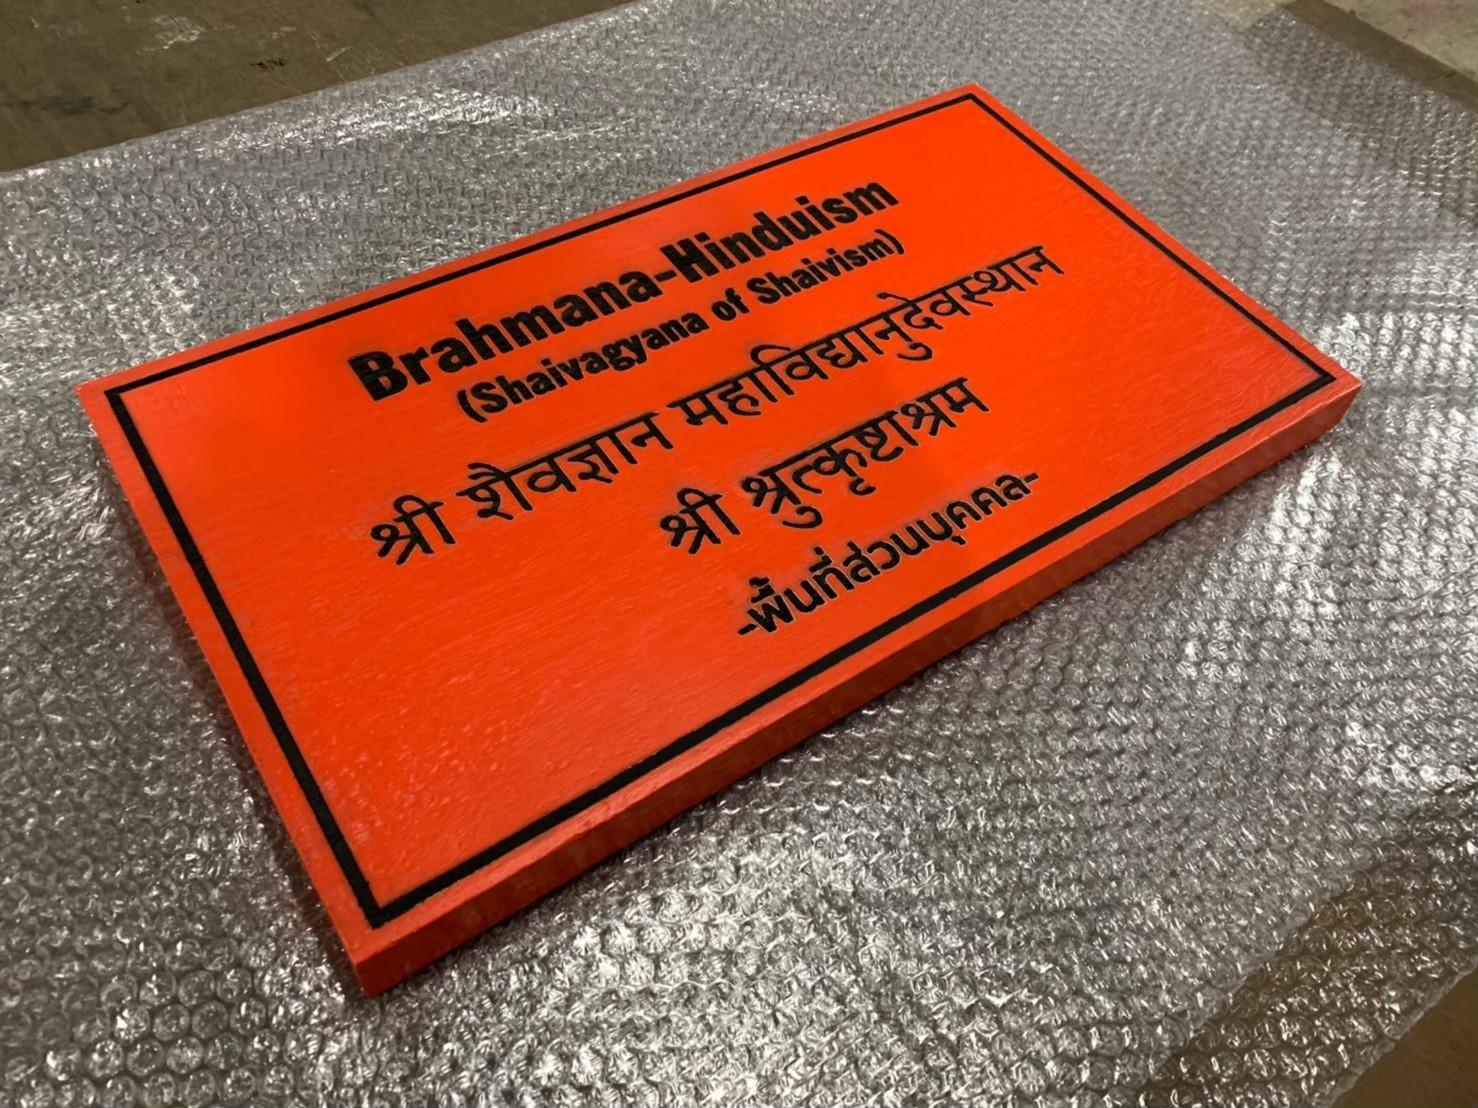 Brahmana-Hinduism
(Shaivagyana of Shaivism)
श्री शैवज्ञान महाविद्यानुदेवस्थान
श्री श्रुत्कृष्टाश्रम
-พื้นที่ส่วนบุคคล-